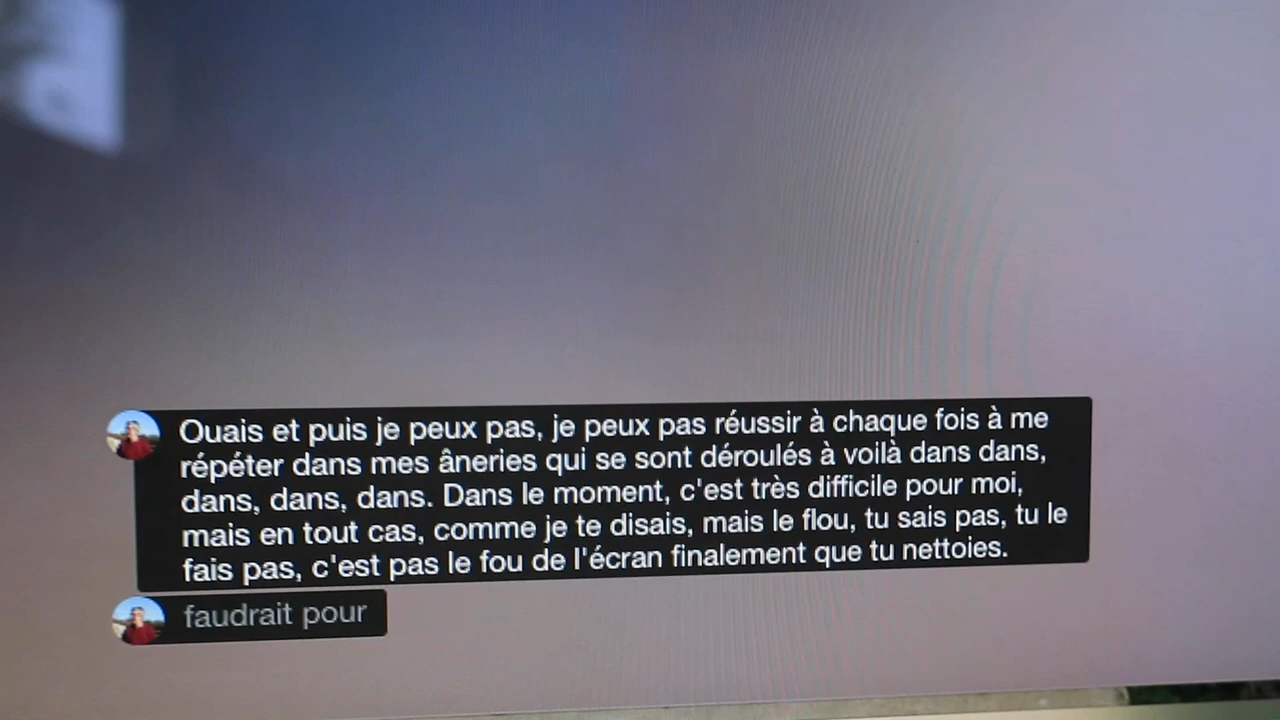 Ouais et puis je peux pas, je peux pas réussir à chaque fois à me
répéter dans mes âneries qui se sont déroulés à voilà dans dans,
dans, dans, dans. Dans le moment, c'est très difficile pour moi,
mais en tout cas, comme je te disais, mais le flou, tu sais pas, tu le
fais pas, c'est pas le fou de l'écran finalement que tu nettoies.
faudrait pour